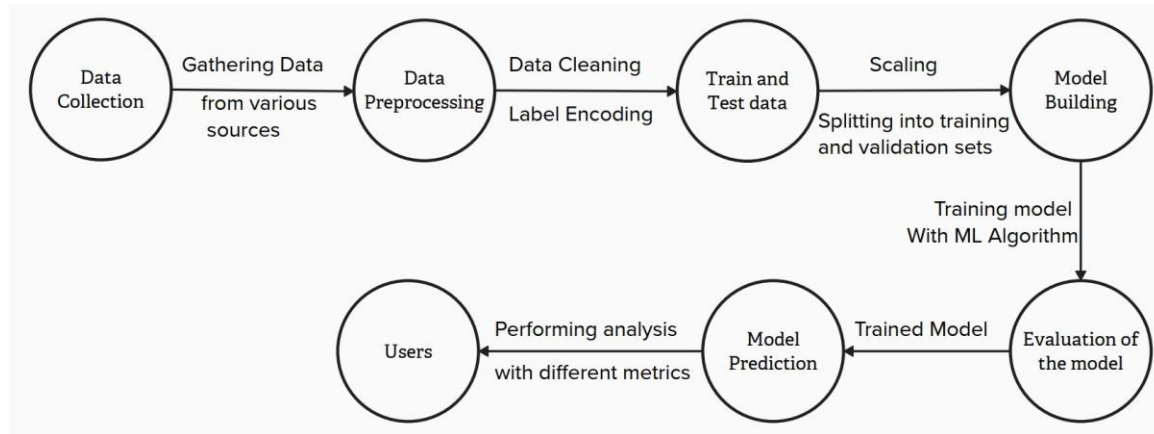 Data
Collection
Gathering Data
from various
sources
Data
Preprocessing
Data Cleaning
Label Encoding
Train and
Test data
Scaling
Splitting into training
and validation sets
Model
Building
Training model
With ML Algorithm
Evaluation of
the model
Trained Model
Model
Prediction
Performing analysis
with different metrics
Users